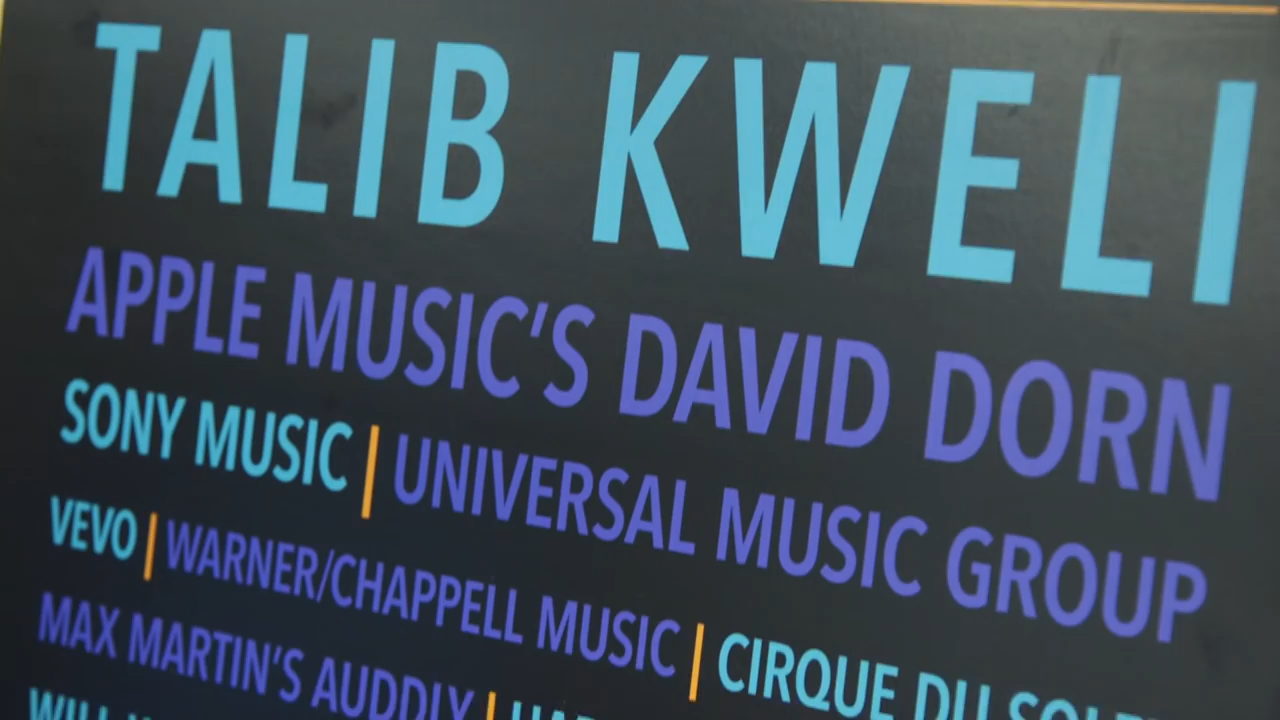 TALIB KWELI
APPLE MUSIC'S DAVID DORN
SONY MUSIC | UNIVERSAL MUSIC GROUP
VEVO | WARNER/CHAPPELL MUSIC | CIRQUE DU
MAX MARTIN'S AUDDLY |